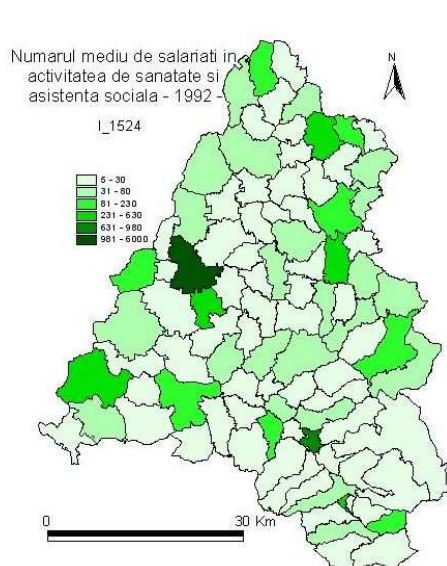 Numarul mediu de salariati in
activitatea de sanatate si
asistenta sociala - 1992 -
I_1524
N
5 - 30
31 - 80
81 - 230
231 - 630
631 - 980
981 - 6000
0 30 Km